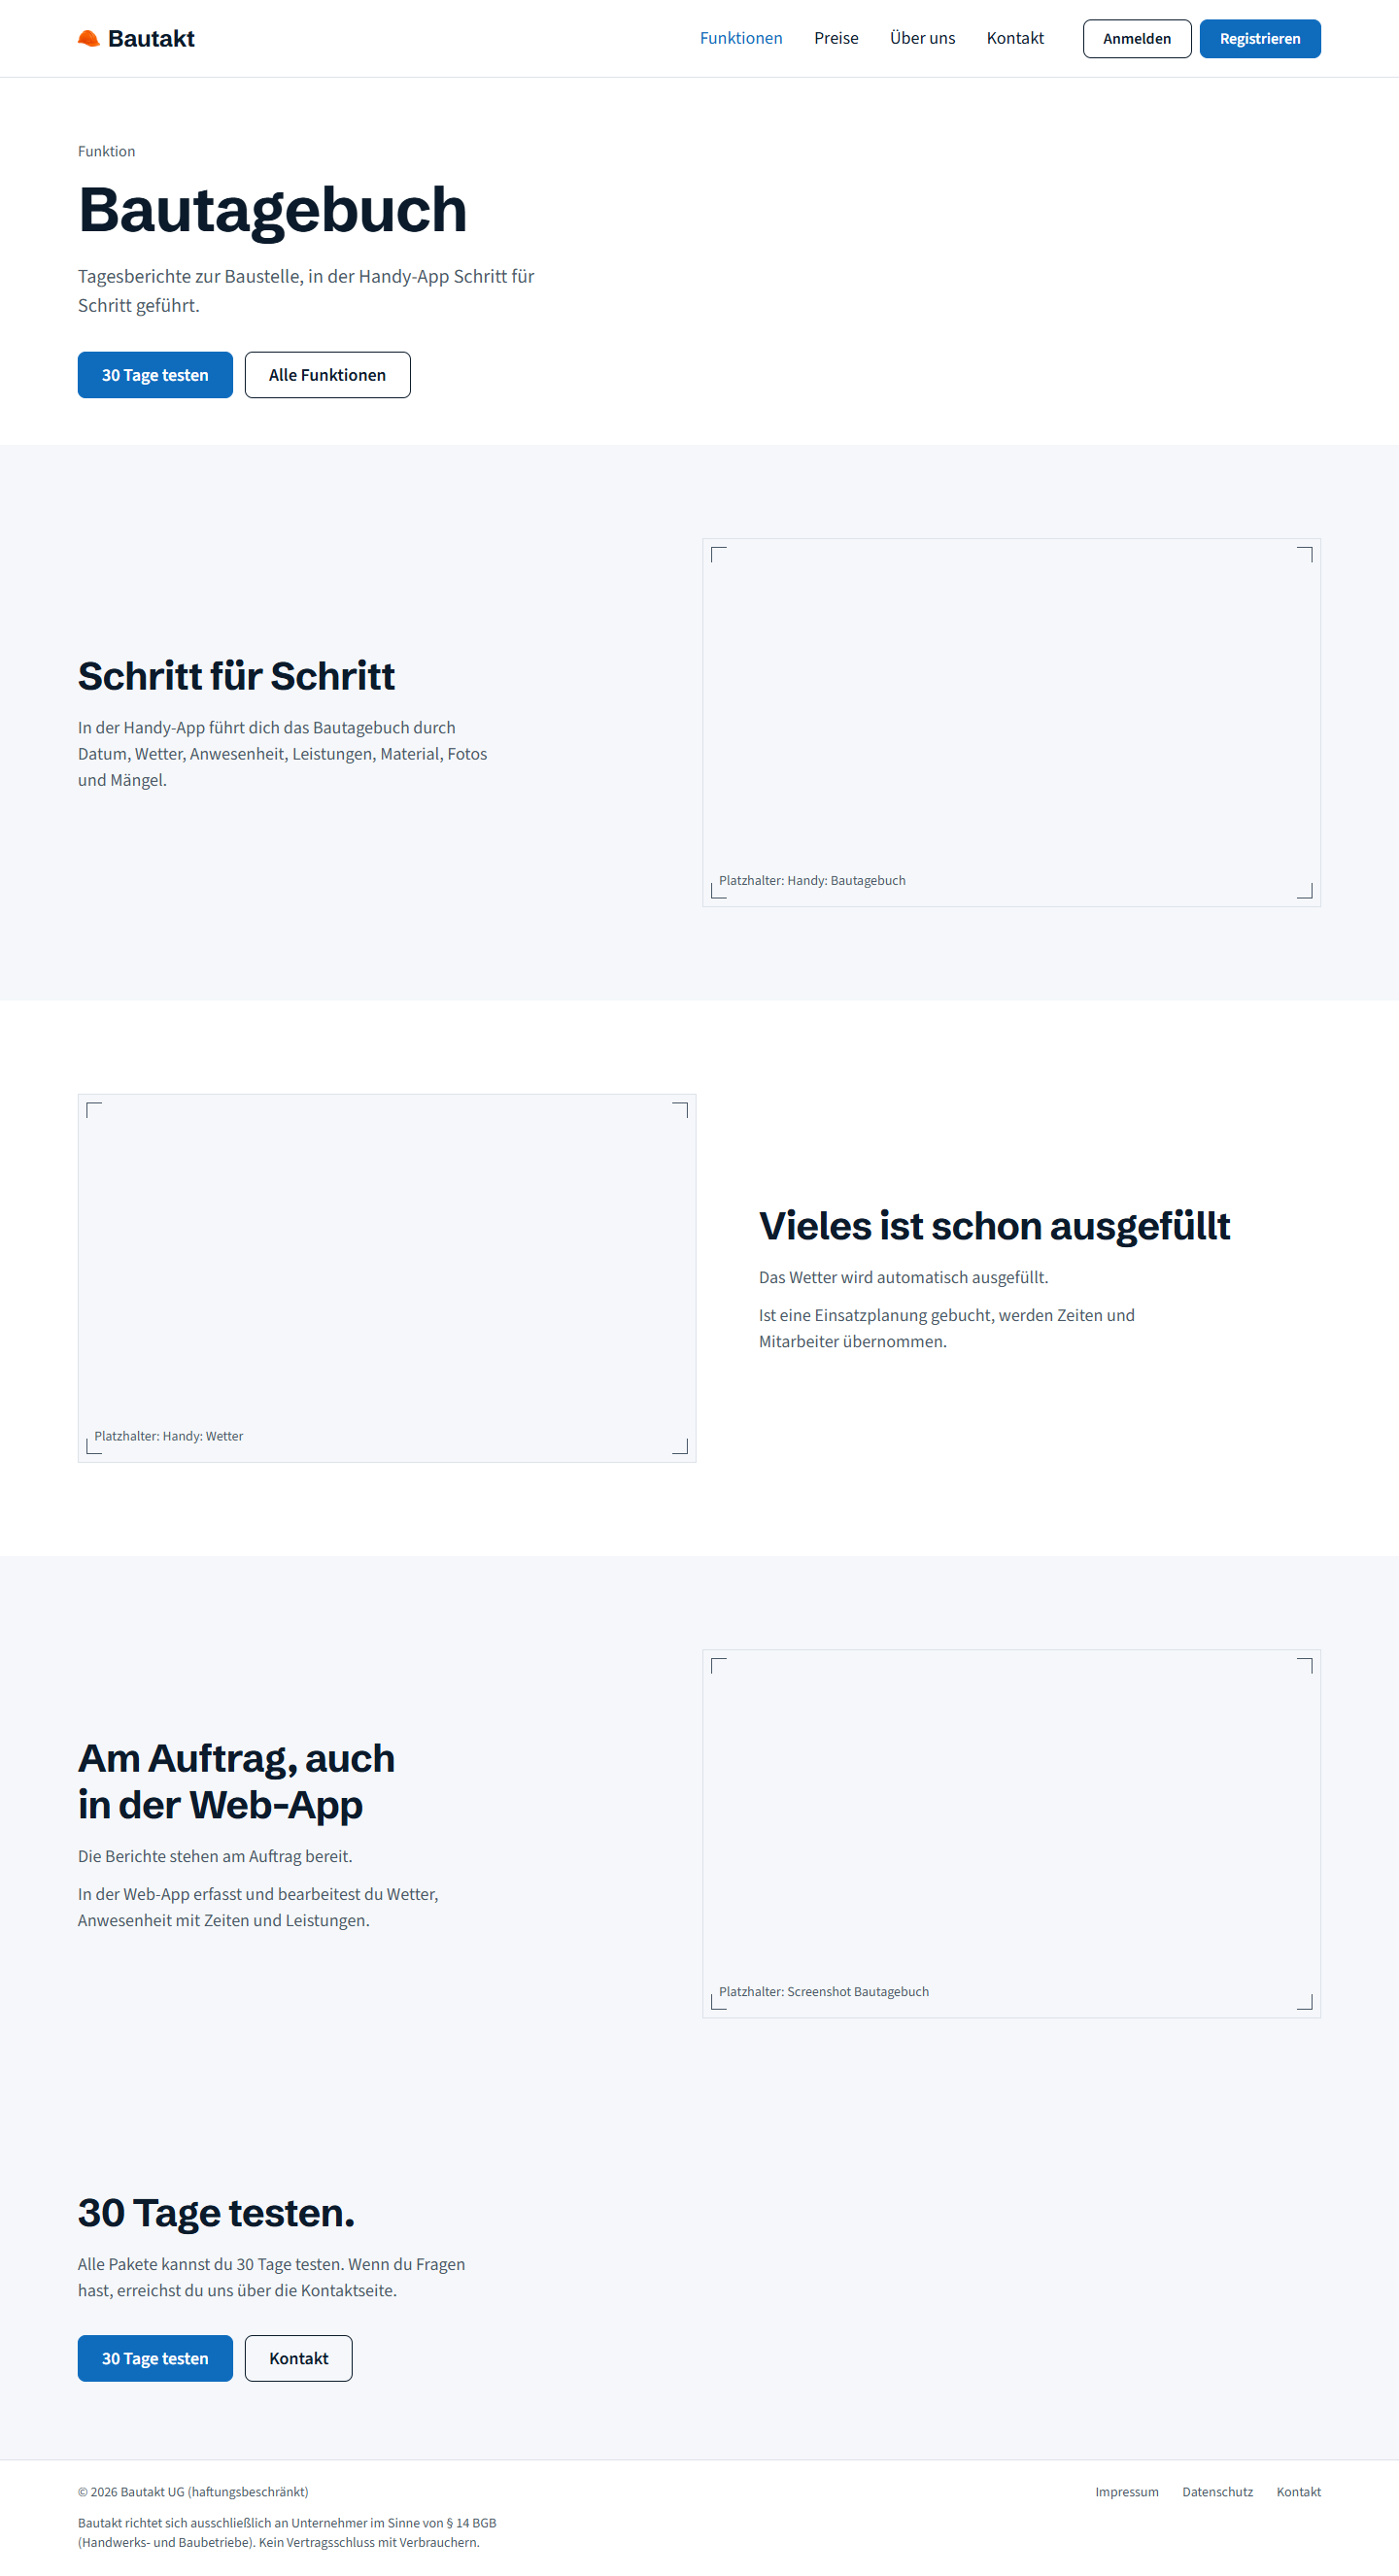 Bautakt
Funktionen
Preise
Über uns
Kontakt
Anmelden
Registrieren
Funktion
Bautagebuch
Tagesberichte zur Baustelle, in der Handy-App Schritt für
Schritt geführt.
30 Tage testen
Alle Funktionen
Schritt für Schritt
In der Handy-App führt dich das Bautagebuch durch
Datum, Wetter, Anwesenheit, Leistungen, Material, Fotos
und Mängel.
Platzhalter: Handy: Bautagebuch
Vieles ist schon ausgefüllt
Das Wetter wird automatisch ausgefüllt.
Ist eine Einsatzplanung gebucht, werden Zeiten und
Mitarbeiter übernommen.
Platzhalter: Handy: Wetter
Am Auftrag, auch
in der Web-App
Die Berichte stehen am Auftrag bereit.
In der Web-App erfasst und bearbeitest du Wetter,
Anwesenheit mit Zeiten und Leistungen.
Platzhalter: Screenshot Bautagebuch
30 Tage testen.
Alle Pakete kannst du 30 Tage testen. Wenn du Fragen
hast, erreichst du uns über die Kontaktseite.
30 Tage testen
Kontakt
© 2026 Bautakt UG (haftungsbeschränkt)
Impressum
Datenschutz
Kontakt
Bautakt richtet sich ausschließlich an Unternehmer im Sinne von § 14 BGB
(Handwerks- und Baubetriebe). Kein Vertragsschluss mit Verbrauchern.